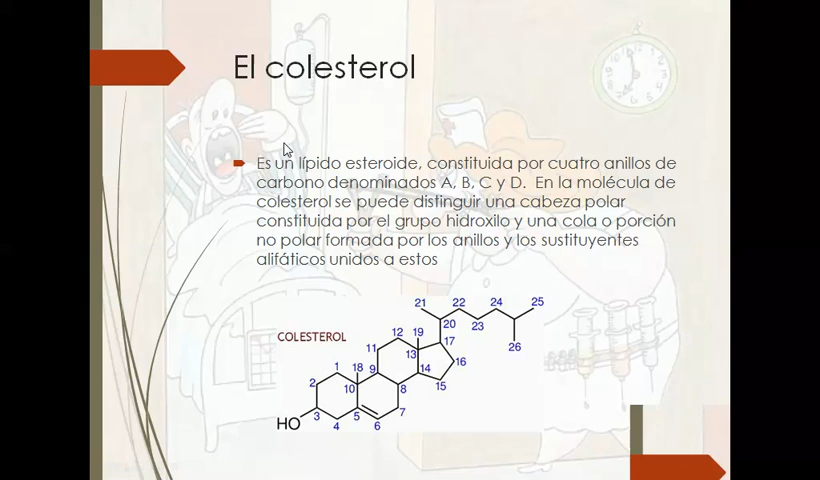 El colesterol
Es un lípido esteroide, constituida por cuatro anillos de
carbono denominados A, B, C y D. En la molécula de
colesterol se puede distinguir una cabeza polar
constituida por el grupo hidroxilo y una cola o porción
no polar formada por los anillos y los sustituyentes
alifáticos unidos a estos
21 22 24 25
20 23
COLESTEROL
12 19 17 26
11 13 16
1 18 9 14
2 10 8 15
HO 3 5 7
4 6